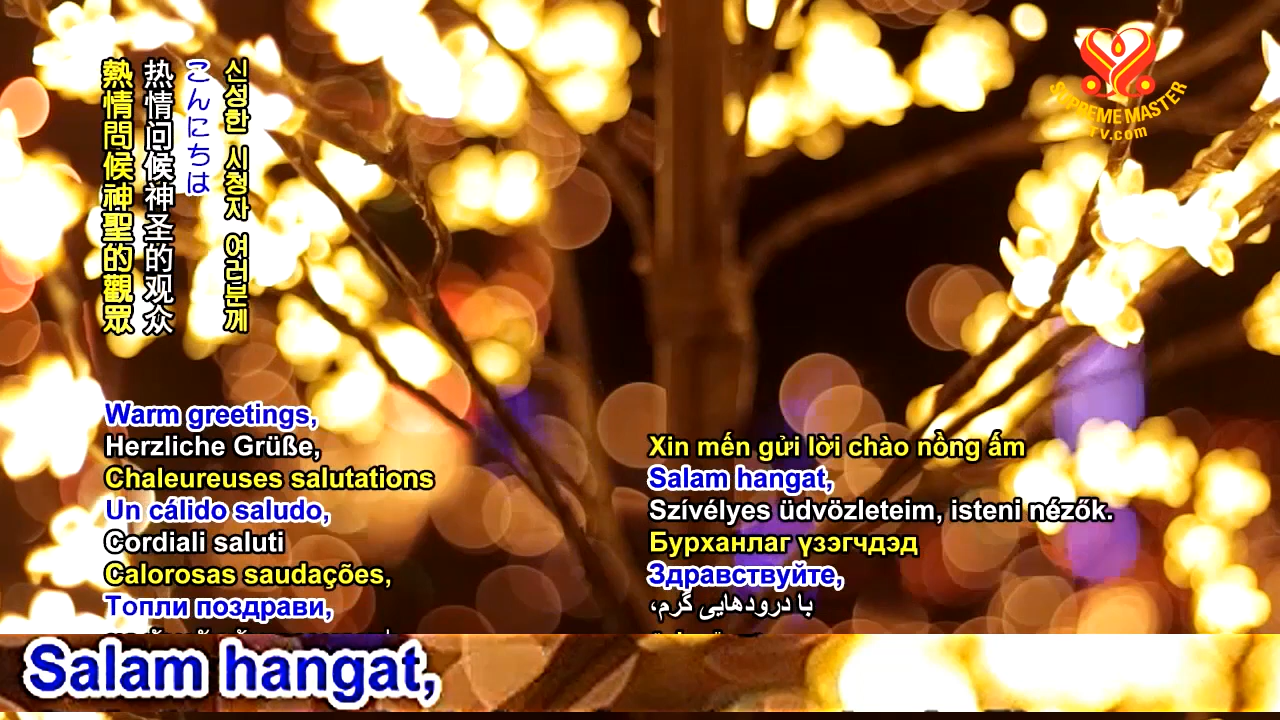 熱情問候神聖的觀眾
热情问候神圣的观众
こんにちは
신성한 시청자 여러분께
SUPREME MASTER
TV.com
Warm greetings,
Herzliche Grüße,
Chaleureuses salutations
Un cálido saludo,
Cordiali saluti
Calorosas saudações,
Топли поздрави,
Xin mến gửi lời chào nồng ấm
Salam hangat,
Szívélyes üdvözleteim, isteni nézők.
Бурханлаг үзэгчдэд
Здравствуйте,
با درودهایی گرم،
Salam hangat,